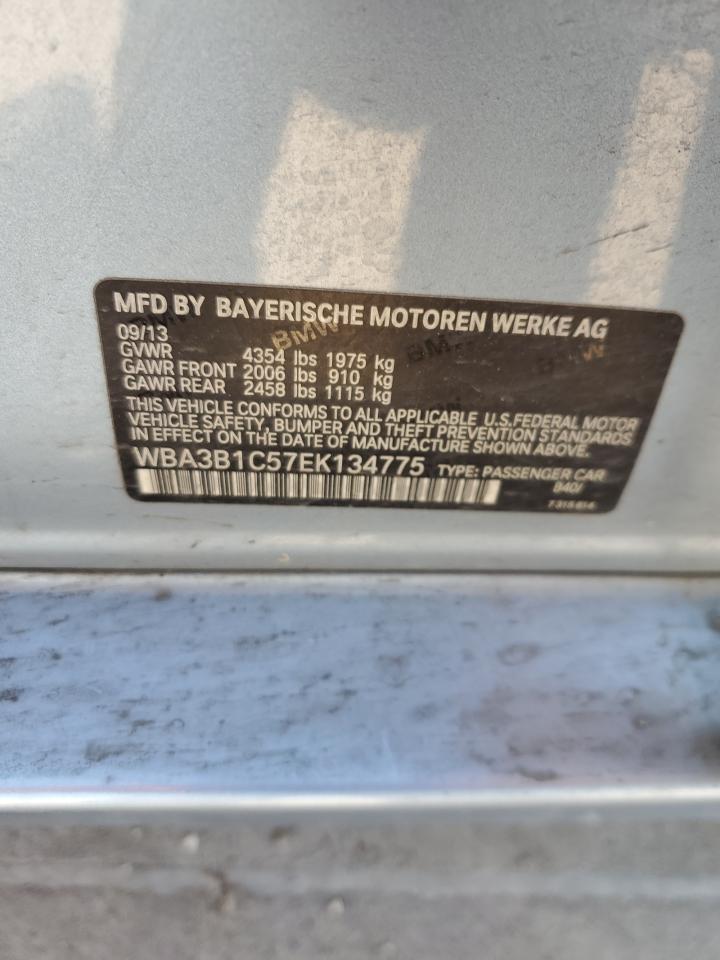 MFD BY BAYERISCHE MOTOREN WERKE AG
09/13
GVWR 4354 lbs 1975 kg
GAWR FRONT 2006 lbs 910 kg
GAWR REAR 2458 lbs 1115 kg
THIS VEHICLE CONFORMS TO ALL APPLICABLE U.S.FEDERAL MOTOR
VEHICLE SAFETY, BUMPER AND THEFT PREVENTION STANDARDS
IN EFFECT ON THE DATE OF MANUFACTURE SHOWN ABOVE.
WBA3B1C57EK134775 TYPE: PASSENGER CAR